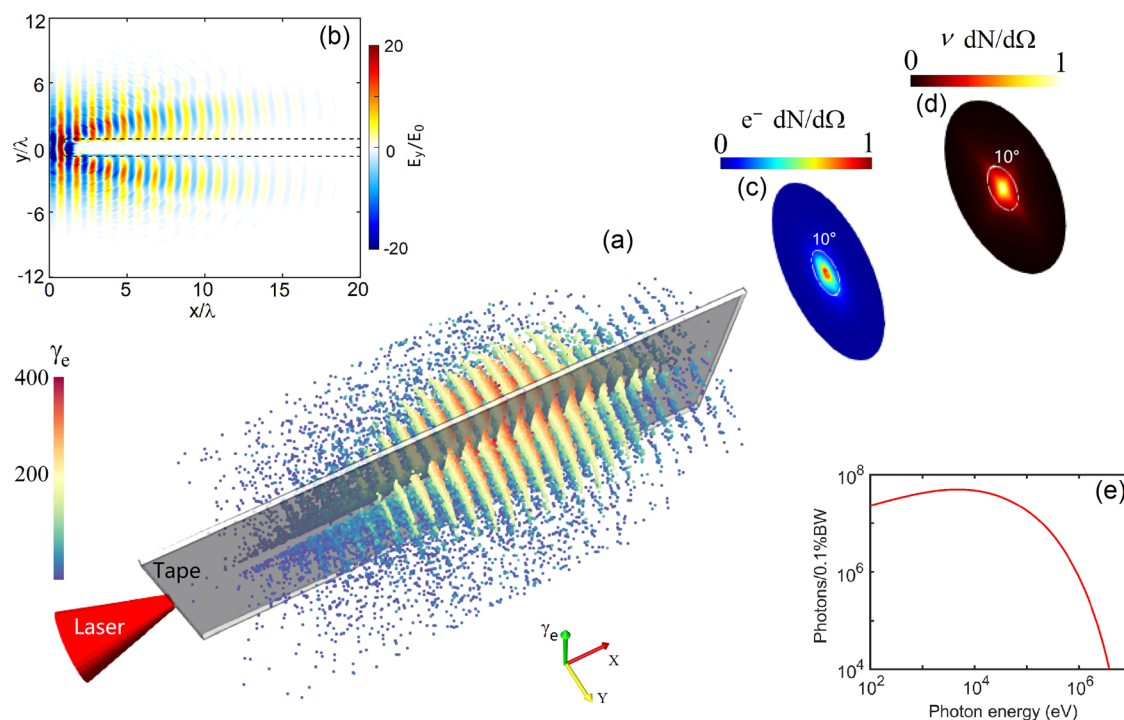 12
6
0
-6
-12
y/λ
(b)
0
5
10
15
20
x/λ
20
0
-20
E_y/E_0
ν dN/dΩ
0
1
(d)
10°
e⁻ dN/dΩ
0
1
(c)
10°
(a)
γ_e
400
200
Tape
Laser
γ_e
X
Y
(e)
10^8
10^6
10^4
Photons/0.1%BW
10^2
10^4
10^6
Photon energy (eV)